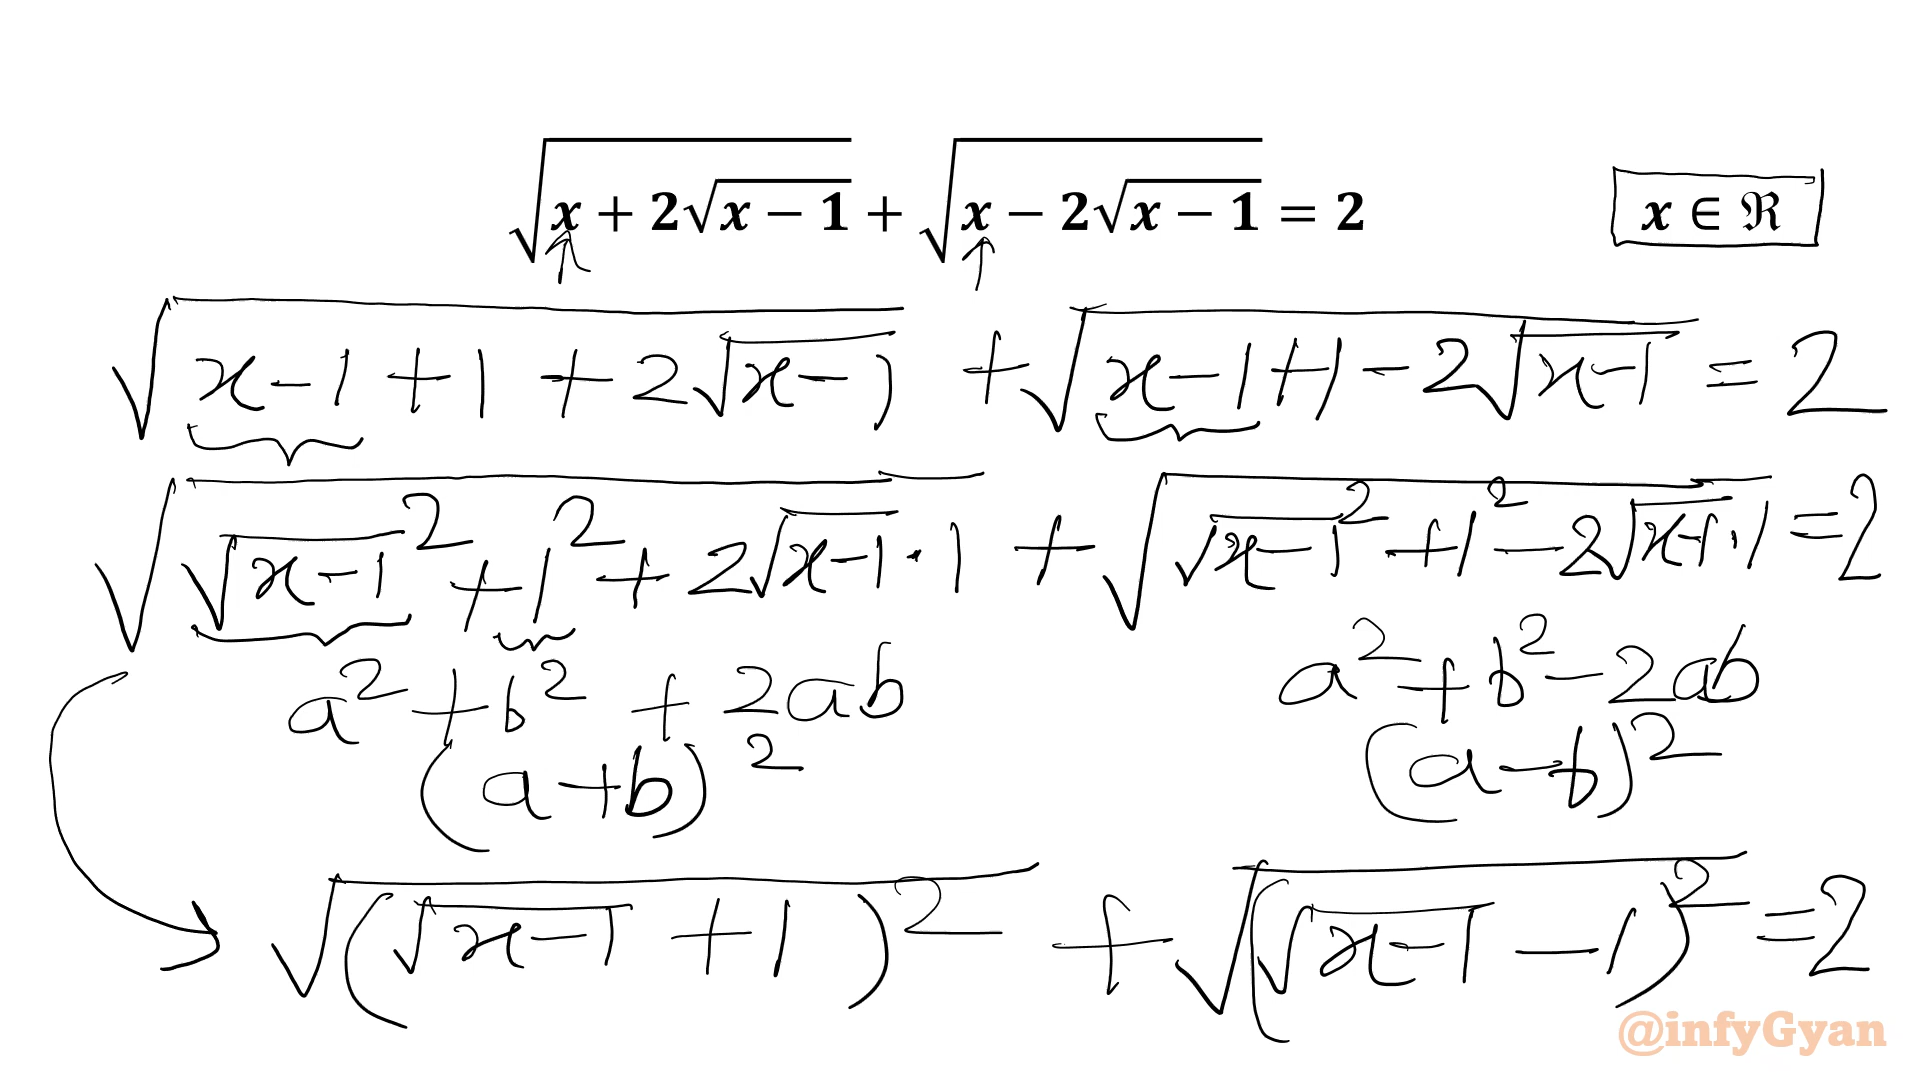 √(x + 2√(x − 1)) + √(x − 2√(x − 1)) = 2    x ∈ ℜ
√(x−1+1+2√(x−1)) + √(x−1+1−2√(x−1)) = 2
√(√(x−1)² + 1² + 2√(x−1)·1) + √(√(x−1)² + 1² − 2√(x−1)·1) = 2
a² + b² + 2ab    a² + b² − 2ab
(a+b)²    (a−b)²
√((√(x−1) + 1)²) + √((√(x−1) − 1)²) = 2
@infyGyan